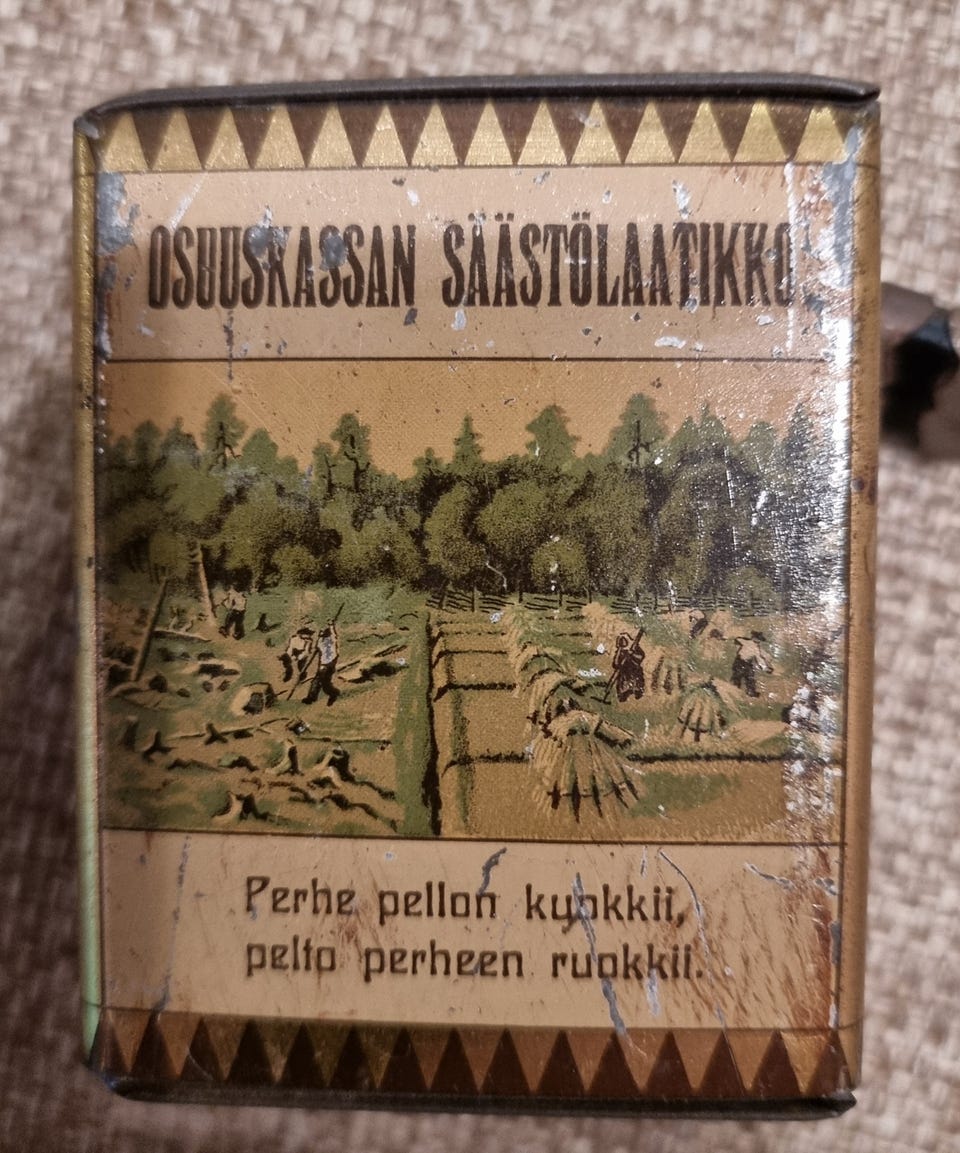 OSUUSKASSAN SÄÄSTÖLAATIKKO
Perhe pellon kuokkii,
pelto perheen ruokkii.